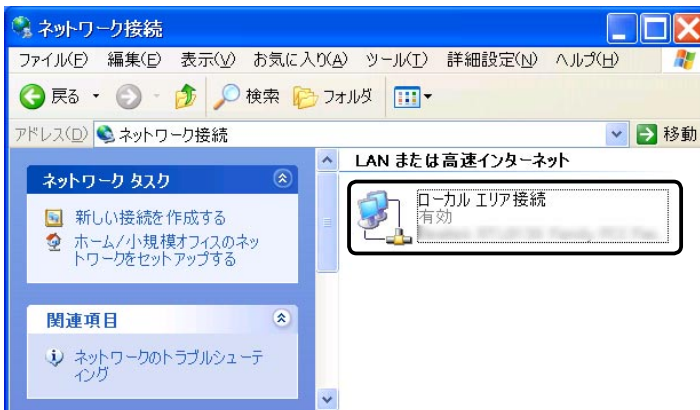 ネットワーク接続
ファイル(F) 編集(E) 表示(V) お気に入り(A) ツール(T) 詳細設定(N) ヘルプ(H)
戻る 検索 フォルダ
アドレス(D) ネットワーク接続 移動
ネットワーク タスク
新しい接続を作成する
ホーム/小規模オフィスのネッ
トワークをセットアップする
関連項目
ネットワークのトラブルシューテ
ィング
LAN または高速インターネット
ローカル エリア接続
有効